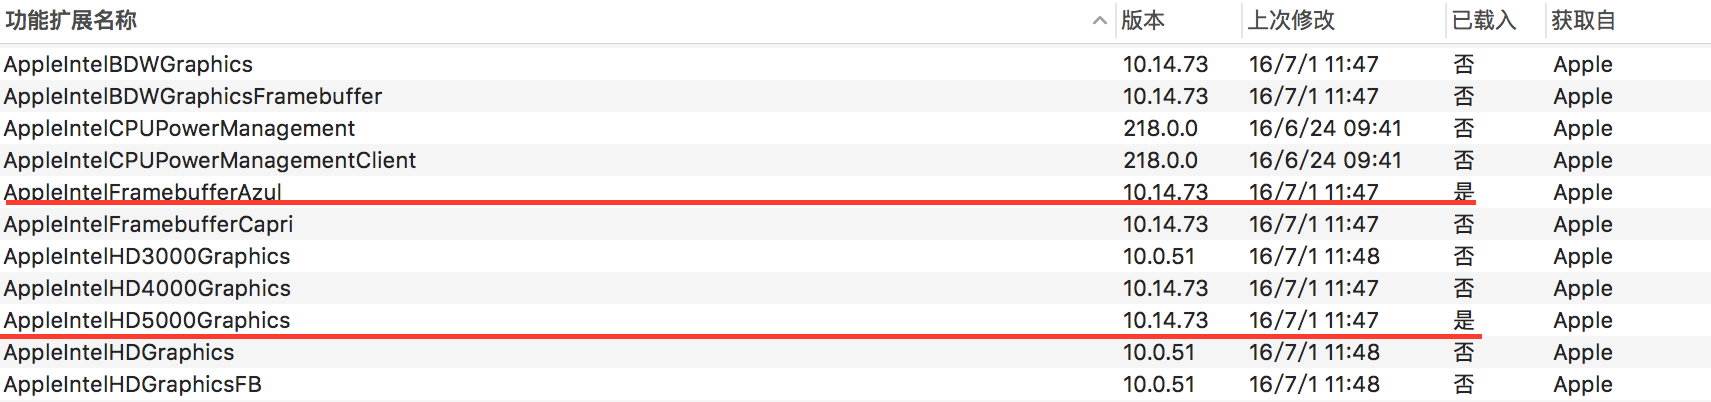 功能扩展名称 版本 上次修改 已载入 获取自
AppleIntelBDWGraphics 10.14.73 16/7/1 11:47 否 Apple
AppleIntelBDWGraphicsFramebuffer 10.14.73 16/7/1 11:47 否 Apple
AppleIntelCPUPowerManagement 218.0.0 16/6/24 09:41 否 Apple
AppleIntelCPUPowerManagementClient 218.0.0 16/6/24 09:41 否 Apple
AppleIntelFramebufferAzul 10.14.73 16/7/1 11:47 是 Apple
AppleIntelFramebufferCapri 10.14.73 16/7/1 11:47 否 Apple
AppleIntelHD3000Graphics 10.0.51 16/7/1 11:48 否 Apple
AppleIntelHD4000Graphics 10.14.73 16/7/1 11:47 否 Apple
AppleIntelHD5000Graphics 10.14.73 16/7/1 11:47 是 Apple
AppleIntelHDGraphics 10.0.51 16/7/1 11:48 否 Apple
AppleIntelHDGraphicsFB 10.0.51 16/7/1 11:48 否 Apple